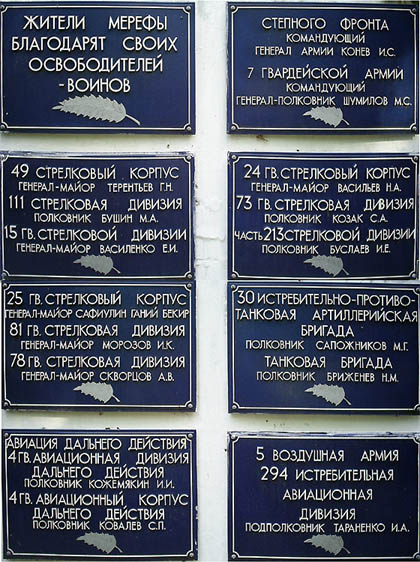 ЖИТЕЛИ МЕРЕФЫ
БЛАГОДАРЯТ СВОИХ
ОСВОБОДИТЕЛЕЙ
-ВОИНОВ
СТЕПНОГО ФРОНТА
КОМАНДУЮЩИЙ
ГЕНЕРАЛ АРМИИ КОНЕВ И.С.
7 ГВАРДЕЙСКОЙ АРМИИ
КОМАНДУЮЩИЙ
ГЕНЕРАЛ-ПОЛКОВНИК ШУМИЛОВ М.С.
49 СТРЕЛКОВЫЙ КОРПУС
ГЕНЕРАЛ-МАЙОР ТЕРЕНТЬЕВ Г.Н.
111 СТРЕЛКОВАЯ ДИВИЗИЯ
ПОЛКОВНИК БУШИН М.А.
15 ГВ. СТРЕЛКОВОЙ ДИВИЗИИ
ГЕНЕРАЛ-МАЙОР ВАСИЛЕНКО Е.И.
24 ГВ. СТРЕЛКОВЫЙ КОРПУС
ГЕНЕРАЛ-МАЙОР ВАСИЛЬЕВ Н.А.
73 ГВ. СТРЕЛКОВАЯ ДИВИЗИЯ
ПОЛКОВНИК КОЗАК С.А.
ЧАСТЬ 213 СТРЕЛКОВОЙ ДИВИЗИИ
ПОЛКОВНИК БУСЛАЕВ И.Е.
25 ГВ. СТРЕЛКОВЫЙ КОРПУС
ГЕНЕРАЛ-МАЙОР САФИУЛИН ГАНИЙ БЕКИР
81 ГВ. СТРЕЛКОВАЯ ДИВИЗИЯ
ГЕНЕРАЛ-МАЙОР МОРОЗОВ И.К.
78 ГВ. СТРЕЛКОВАЯ ДИВИЗИЯ
ГЕНЕРАЛ-МАЙОР СКВОРЦОВ А.В.
30 ИСТРЕБИТЕЛЬНО-ПРОТИВО-
ТАНКОВАЯ АРТИЛЛЕРИЙСКАЯ
БРИГАДА
ПОЛКОВНИК САПОЖНИКОВ М.Г.
ТАНКОВАЯ БРИГАДА
ПОЛКОВНИК БРИЖЕНЕВ Н.М.
АВИАЦИЯ ДАЛЬНЕГО ДЕЙСТВИЯ
4 ГВ. АВИАЦИОННАЯ ДИВИЗИЯ
ДАЛЬНЕГО ДЕЙСТВИЯ
ПОЛКОВНИК КОЖЕМЯКИН И.И.
4 ГВ. АВИАЦИОННЫЙ КОРПУС
ДАЛЬНЕГО ДЕЙСТВИЯ
ПОЛКОВНИК КОВАЛЕВ С.П.
5 ВОЗДУШНАЯ АРМИЯ
294 ИСТРЕБИТЕЛЬНАЯ
АВИАЦИОННАЯ
ДИВИЗИЯ
ПОДПОЛКОВНИК ТАРАНЕНКО И.А.